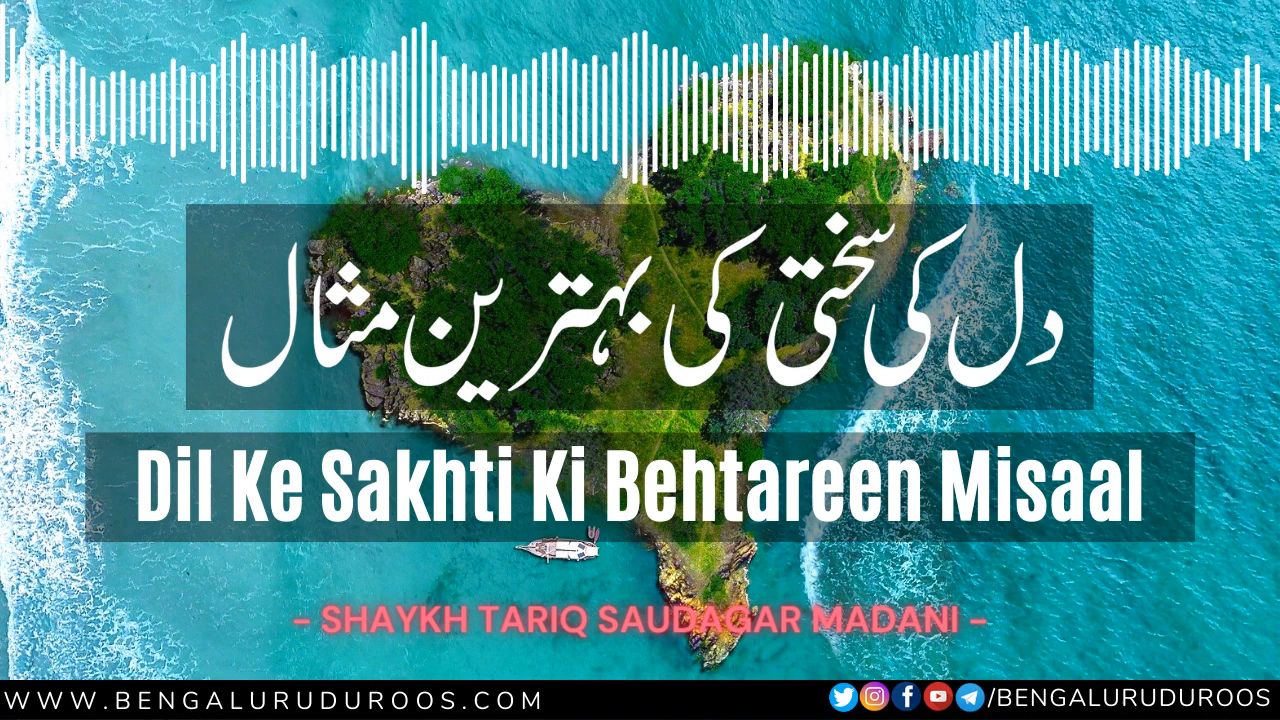 دل کی سختی کی بہترین مثال
Dil Ke Sakhti Ki Behtareen Misaal
- SHAYKH TARIQ SAUDAGAR MADANI -
WWW.BENGALURUDUROOS.COM
/BENGALURUDUROOS